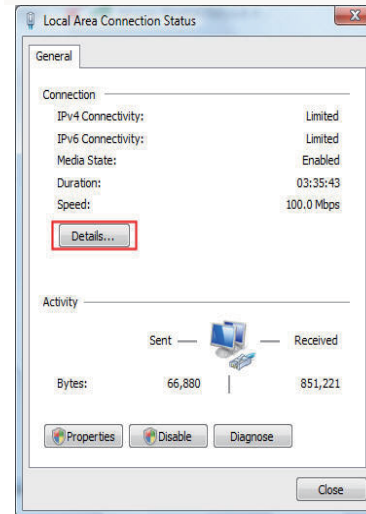 Local Area Connection Status
General
Connection
IPv4 Connectivity: Limited
IPv6 Connectivity: Limited
Media State: Enabled
Duration: 03:35:43
Speed: 100.0 Mbps
Details...
Activity
Sent Received
Bytes: 66,880 851,221
Properties Disable Diagnose
Close